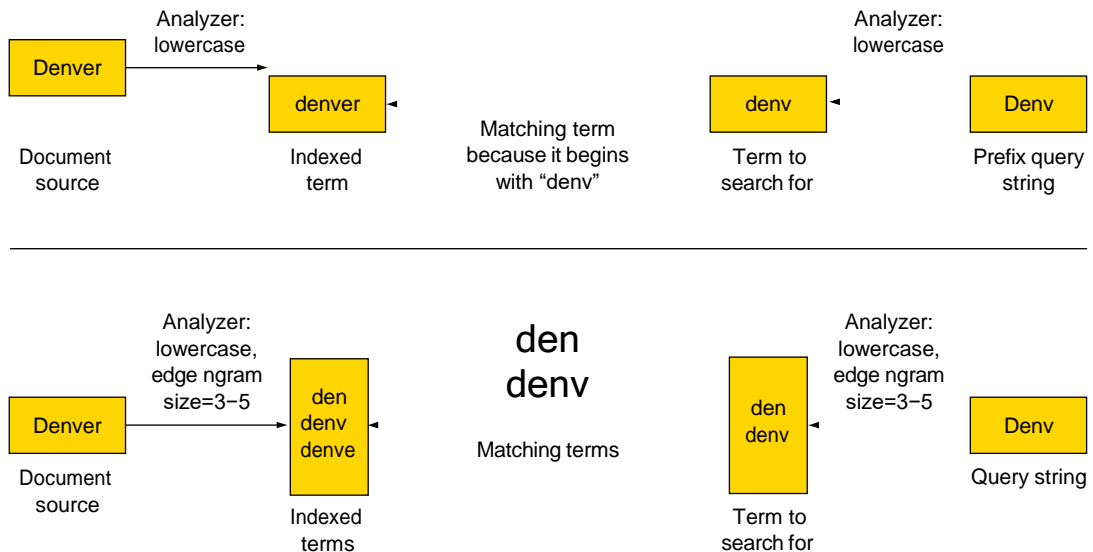 Analyzer:
lowercase
Analyzer:
lowercase
Denver
denver
denv
Denv
Document
source
Indexed
term
Matching term
because it begins
with “denv”
Term to
search for
Prefix query
string
Analyzer:
lowercase,
edge ngram
size=3−5
den
denv
Analyzer:
lowercase,
edge ngram
size=3−5
Denver
den
denv
denve
Matching terms
den
denv
Denv
Document
source
Indexed
terms
Term to
search for
Query string